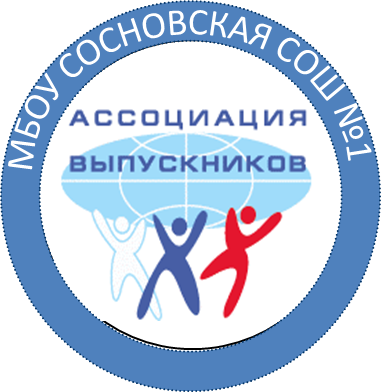 МБОУ СОСНОВСКАЯ СОШ №1
АССОЦИАЦИЯ
ВЫПУСКНИКОВ